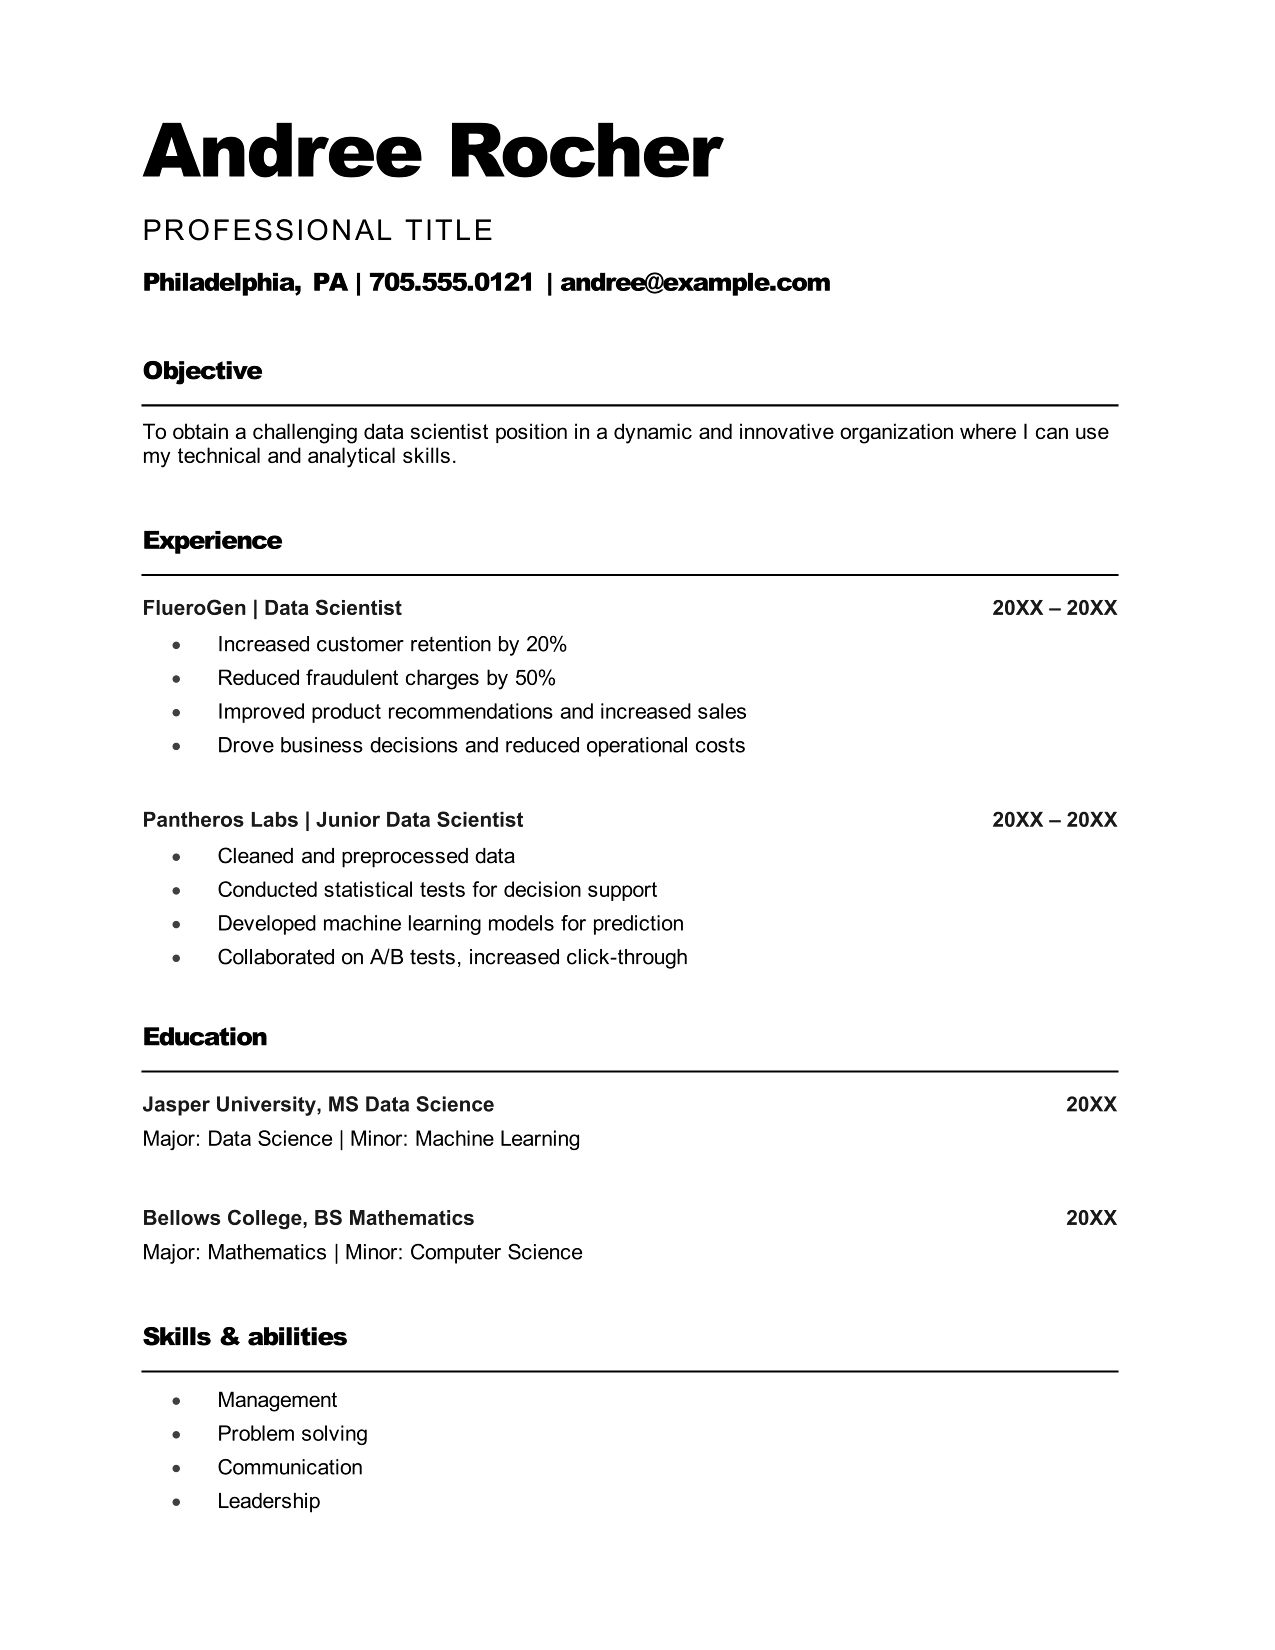 Andree Rocher
PROFESSIONAL TITLE
Philadelphia, PA | 705.555.0121 | andree@example.com
Objective
To obtain a challenging data scientist position in a dynamic and innovative organization where I can use
my technical and analytical skills.
Experience
FlueroGen | Data Scientist 20XX – 20XX
• Increased customer retention by 20%
• Reduced fraudulent charges by 50%
• Improved product recommendations and increased sales
• Drove business decisions and reduced operational costs
Pantheros Labs | Junior Data Scientist 20XX – 20XX
• Cleaned and preprocessed data
• Conducted statistical tests for decision support
• Developed machine learning models for prediction
• Collaborated on A/B tests, increased click-through
Education
Jasper University, MS Data Science 20XX
Major: Data Science | Minor: Machine Learning
Bellows College, BS Mathematics 20XX
Major: Mathematics | Minor: Computer Science
Skills & abilities
• Management
• Problem solving
• Communication
• Leadership